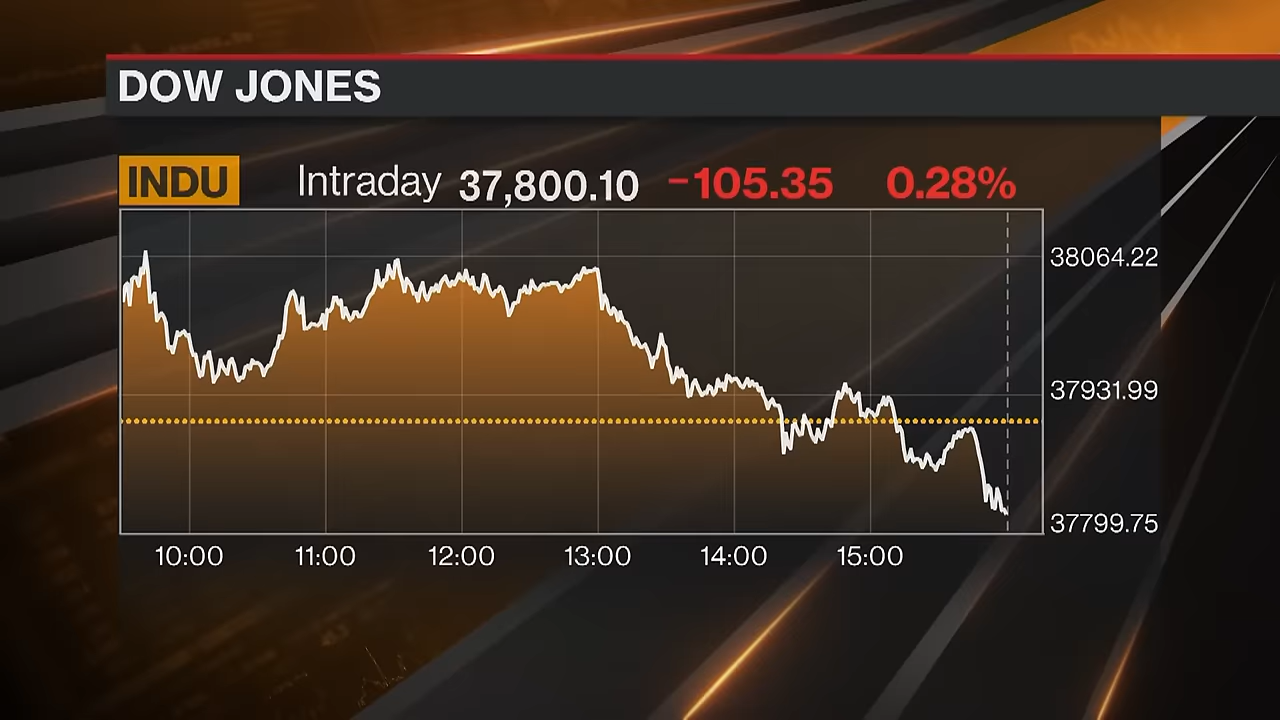 DOW JONES
INDU Intraday 37,800.10 -105.35 0.28%
38064.22
37931.99
37799.75
10:00 11:00 12:00 13:00 14:00 15:00